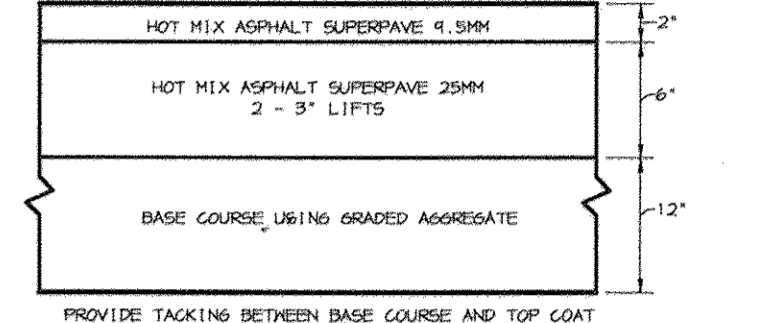 HOT MIX ASPHALT SUPERPAVE 9.5MM
2"
HOT MIX ASPHALT SUPERPAVE 25MM
2 - 3" LIFTS
6"
BASE COURSE USING GRADED AGGREGATE
12"
PROVIDE TACKING BETWEEN BASE COURSE AND TOP COAT